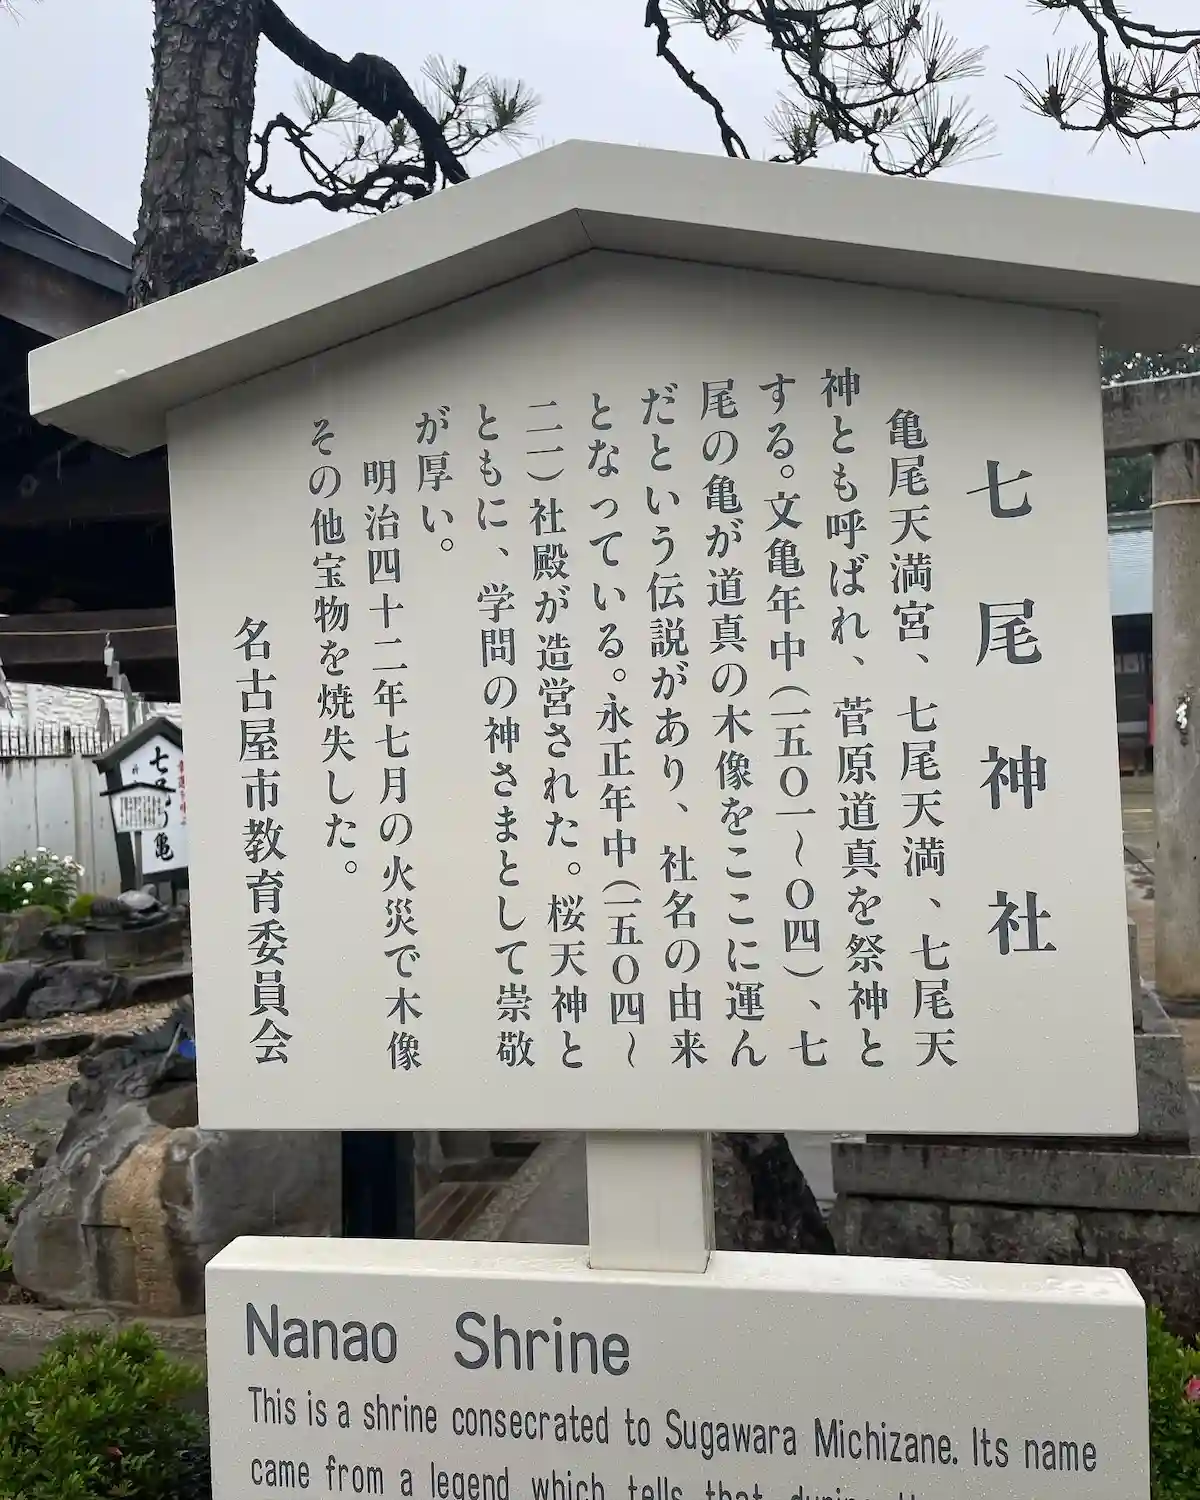 七尾神社
亀尾天満宮、七尾天満、七尾天
神とも呼ばれ、菅原道真を祭神と
する。文亀年中(一五〇一〜〇四)、七
尾の亀が道真の木像をここに運ん
だという伝説があり、社名の由来
となっている。永正年中(一五〇四〜
二一)社殿が造営された。桜天神と
ともに、学問の神さまとして崇敬
が厚い。
明治四十二年七月の火災で木像
その他宝物を焼失した。
名古屋市教育委員会
Nanao Shrine
This is a shrine consecrated to Sugawara Michizane. Its name
came from a legend which tells that during